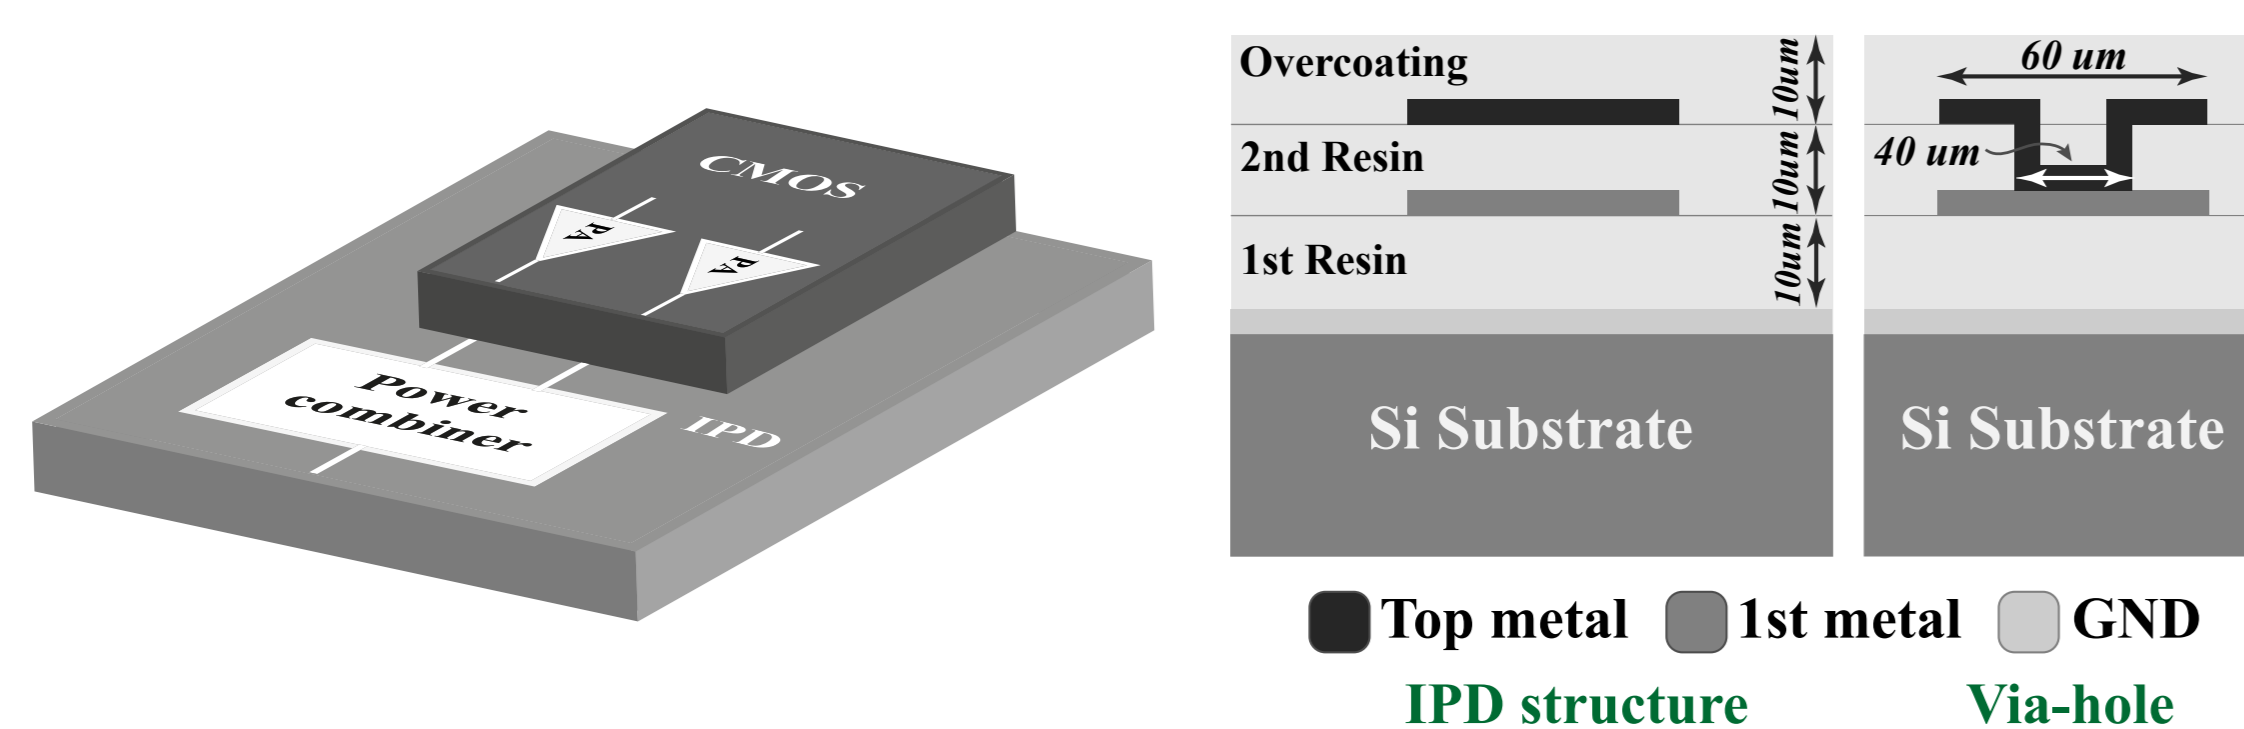 CMOS
PA
PA
Power
combiner
IPD
Overcoating
10um
2nd Resin
10um
1st Resin
10um
Si Substrate
60 um
40 um
Si Substrate
Top metal
1st metal
GND
IPD structure
Via-hole